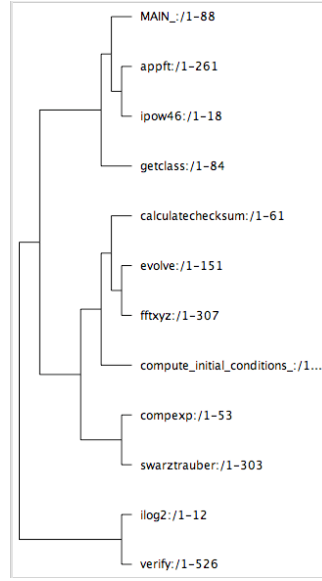 MAIN_:/1-88
appft:/1-261
ipow46:/1-18
getclass:/1-84
calculatechecksum:/1-61
evolve:/1-151
fftxyz:/1-307
compute_initial_conditions_:/1...
compexp:/1-53
swarztrauber:/1-303
ilog2:/1-12
verify:/1-526